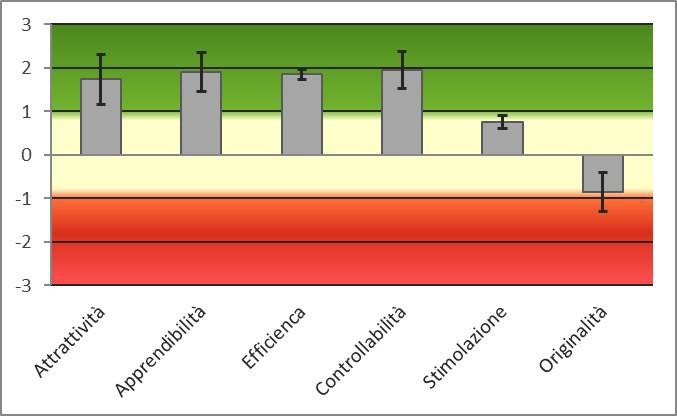 3
2
1
0
-1
-2
-3
Attrattività
Apprendibilità
Efficienca
Controllabilità
Stimolazione
Originalità